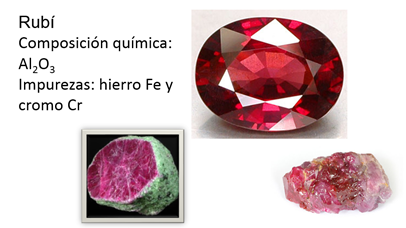 Rubí
Composición química:
Al₂O₃
Impurezas: hierro Fe y
cromo Cr